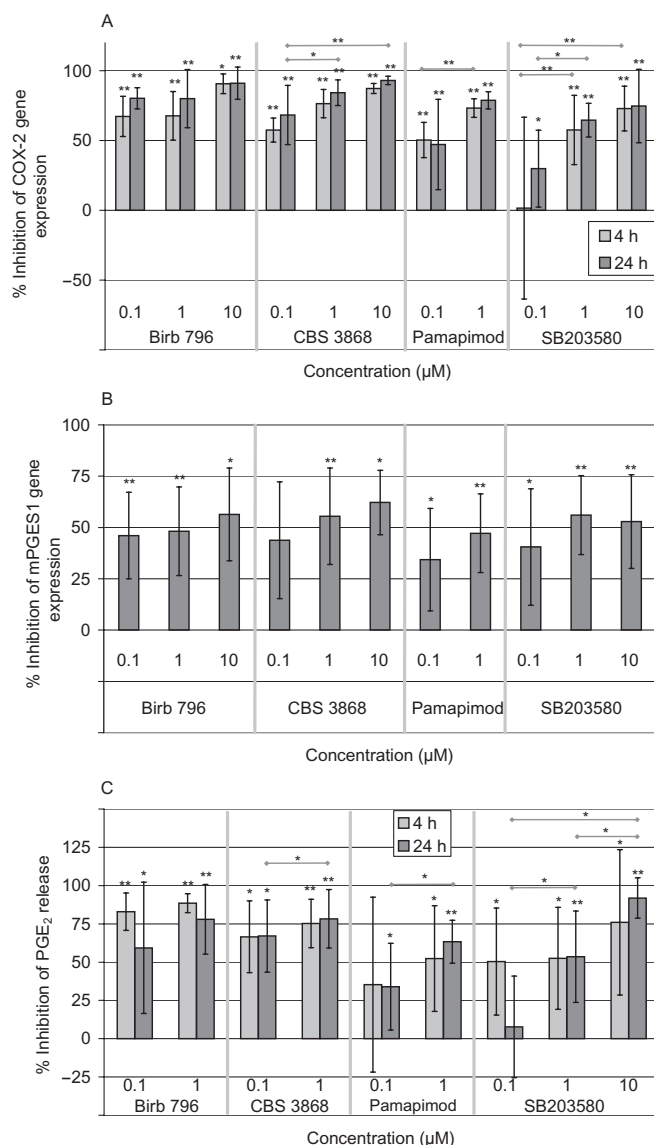 A
** **
** * * **
% Inhibition of COX-2 gene
expression
100
50
0
−50
** ** ** ** * **
** ** ** ** ** **
** ** ** **
* ** ** ** **
4 h
24 h
0.1 1 10 0.1 1 10 0.1 1 0.1 1 10
Birb 796 CBS 3868 Pamapimod SB203580
Concentration (µM)
B
% Inhibition of mPGES1 gene
expression
100
75
50
25
0
** ** * ** * * ** * ** **
0.1 1 10 0.1 1 10 0.1 1 0.1 1 10
Birb 796 CBS 3868 Pamapimod SB203580
Concentration (µM)
C
% Inhibition of PGE2 release
125
100
75
50
25
0
−25
4 h
24 h
*
*
* * *
** * ** ** * * ** ** * * ** * * ** * **
0.1 1 0.1 1 0.1 1 0.1 1 10
Birb 796 CBS 3868 Pamapimod SB203580
Concentration (µM)